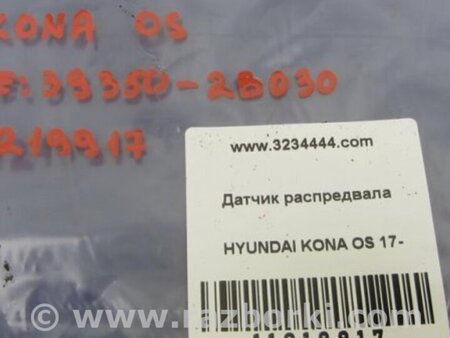 KONA OS
E: 39350-2B030
219917
www.3234444.com
Датчик распредвала
HYUNDAI KONA OS 17-
www.razborki.com